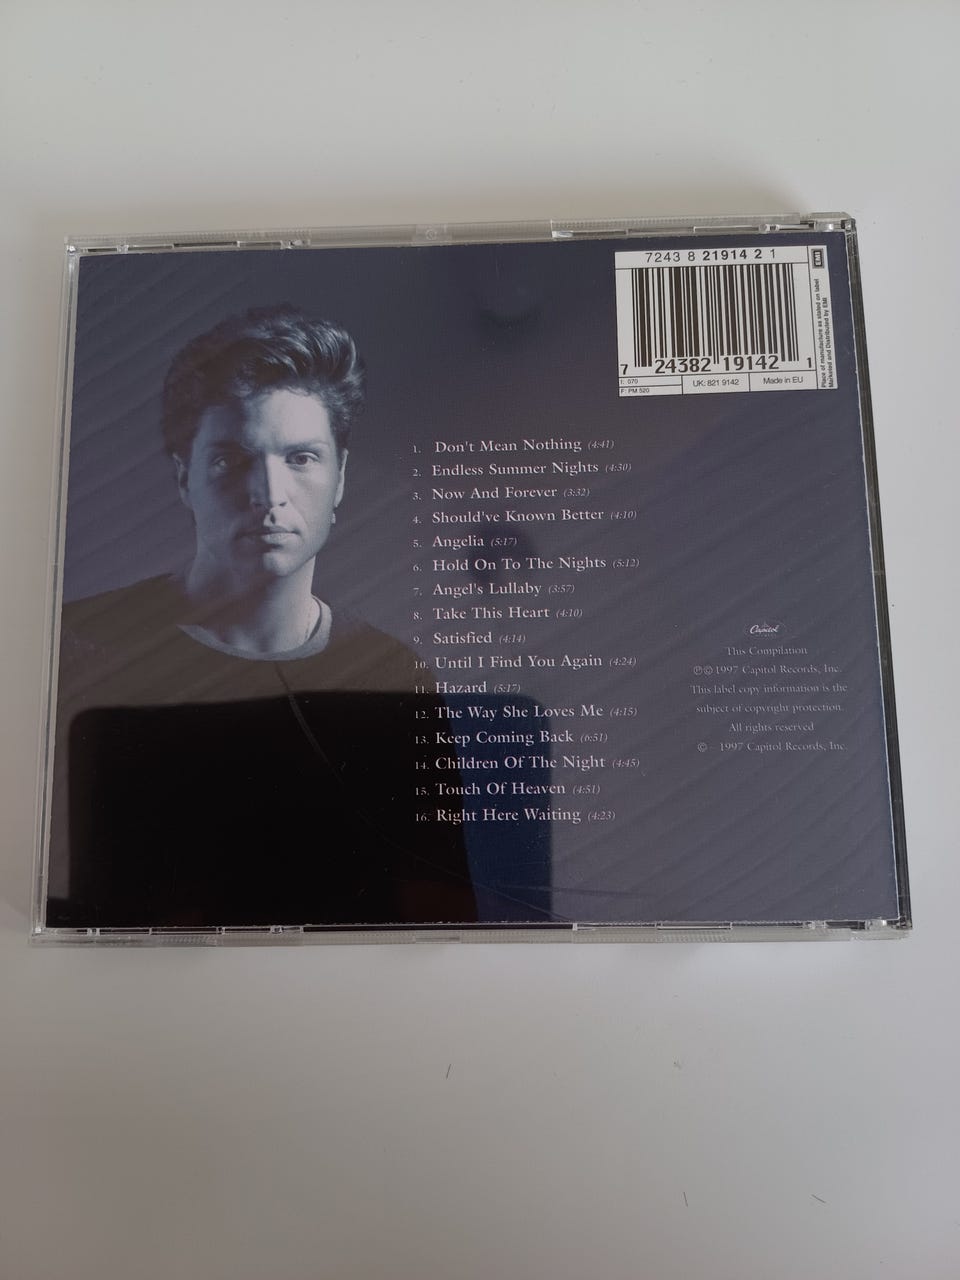 7243 8 21914 2 1
EMI
Place of manufacture as stated on label
Marketed and Distributed by EMI
7 24382 19142 1
I: 070
F: PM 520
UK: 821 9142
Made in EU
1. Don't Mean Nothing (4:41)
2. Endless Summer Nights (4:30)
3. Now And Forever (3:32)
4. Should've Known Better (4:10)
5. Angelia (5:17)
6. Hold On To The Nights (5:12)
7. Angel's Lullaby (3:57)
8. Take This Heart (4:10)
9. Satisfied (4:14)
10. Until I Find You Again (4:24)
11. Hazard (5:17)
12. The Way She Loves Me (4:15)
13. Keep Coming Back (6:51)
14. Children Of The Night (4:45)
15. Touch Of Heaven (4:51)
16. Right Here Waiting (4:23)
Capitol
This Compilation
℗© 1997 Capitol Records, Inc.
This label copy information is the
subject of copyright protection.
All rights reserved
© - 1997 Capitol Records, Inc.